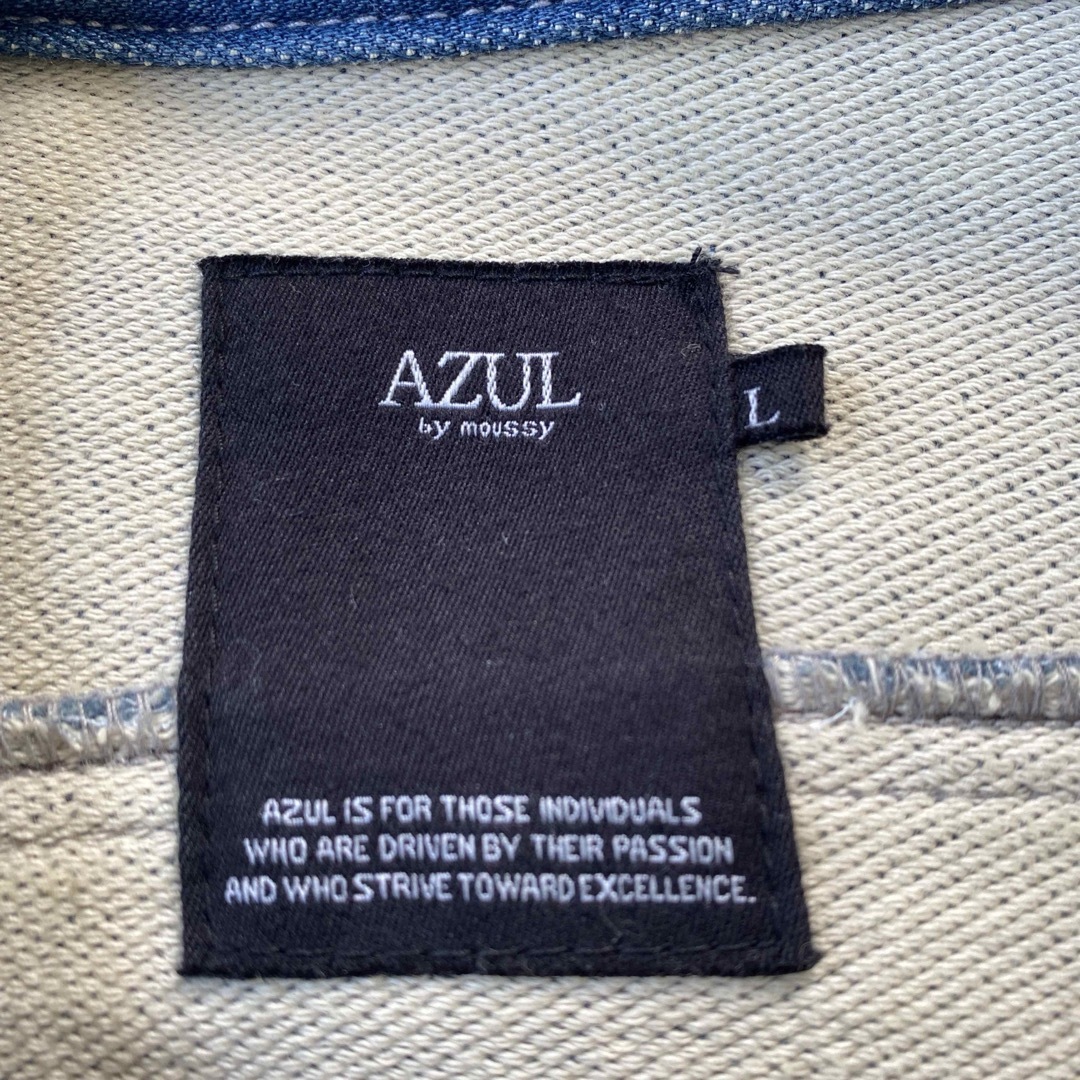 AZUL
by moussy
L
AZUL IS FOR THOSE INDIVIDUALS
WHO ARE DRIVEN BY THEIR PASSION
AND WHO STRIVE TOWARD EXCELLENCE.